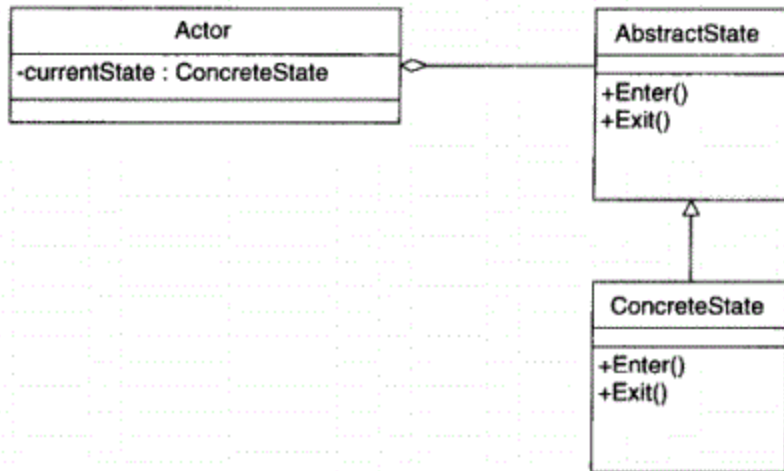 Actor
-currentState : ConcreteState
AbstractState
+Enter()
+Exit()
ConcreteState
+Enter()
+Exit()